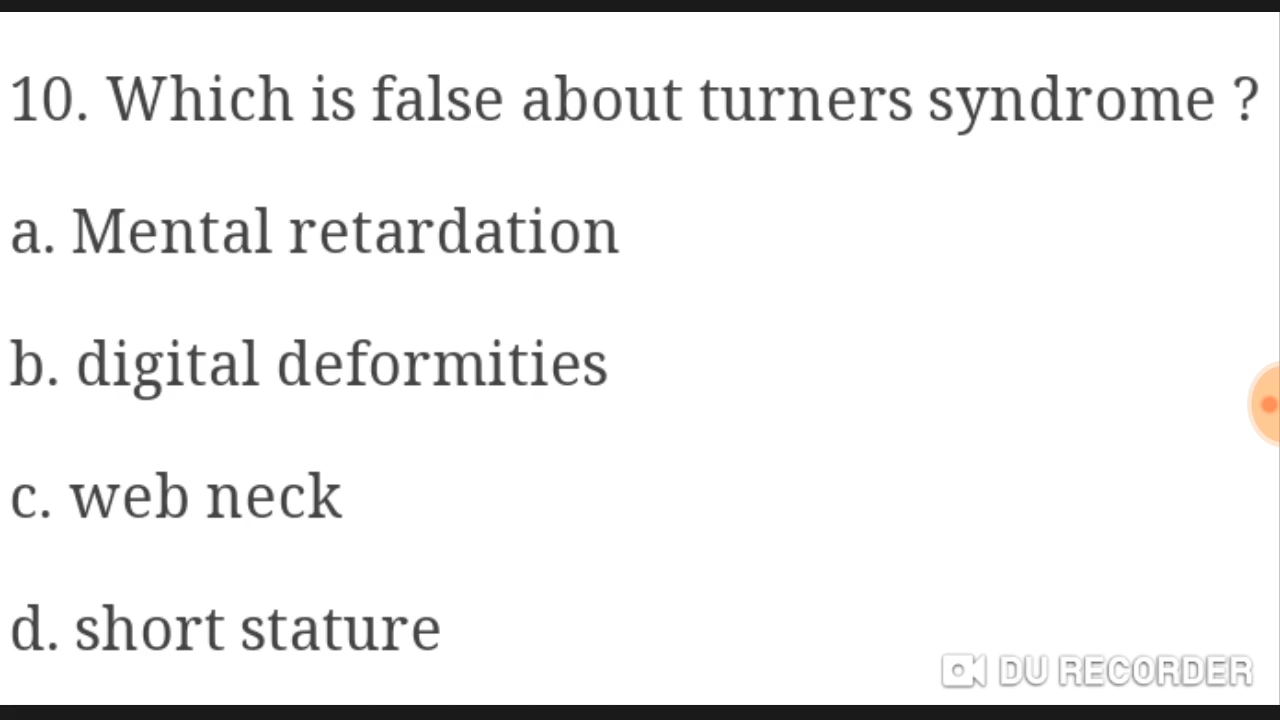 10. Which is false about turners syndrome ?
a. Mental retardation
b. digital deformities
c. web neck
d. short stature
DU RECORDER